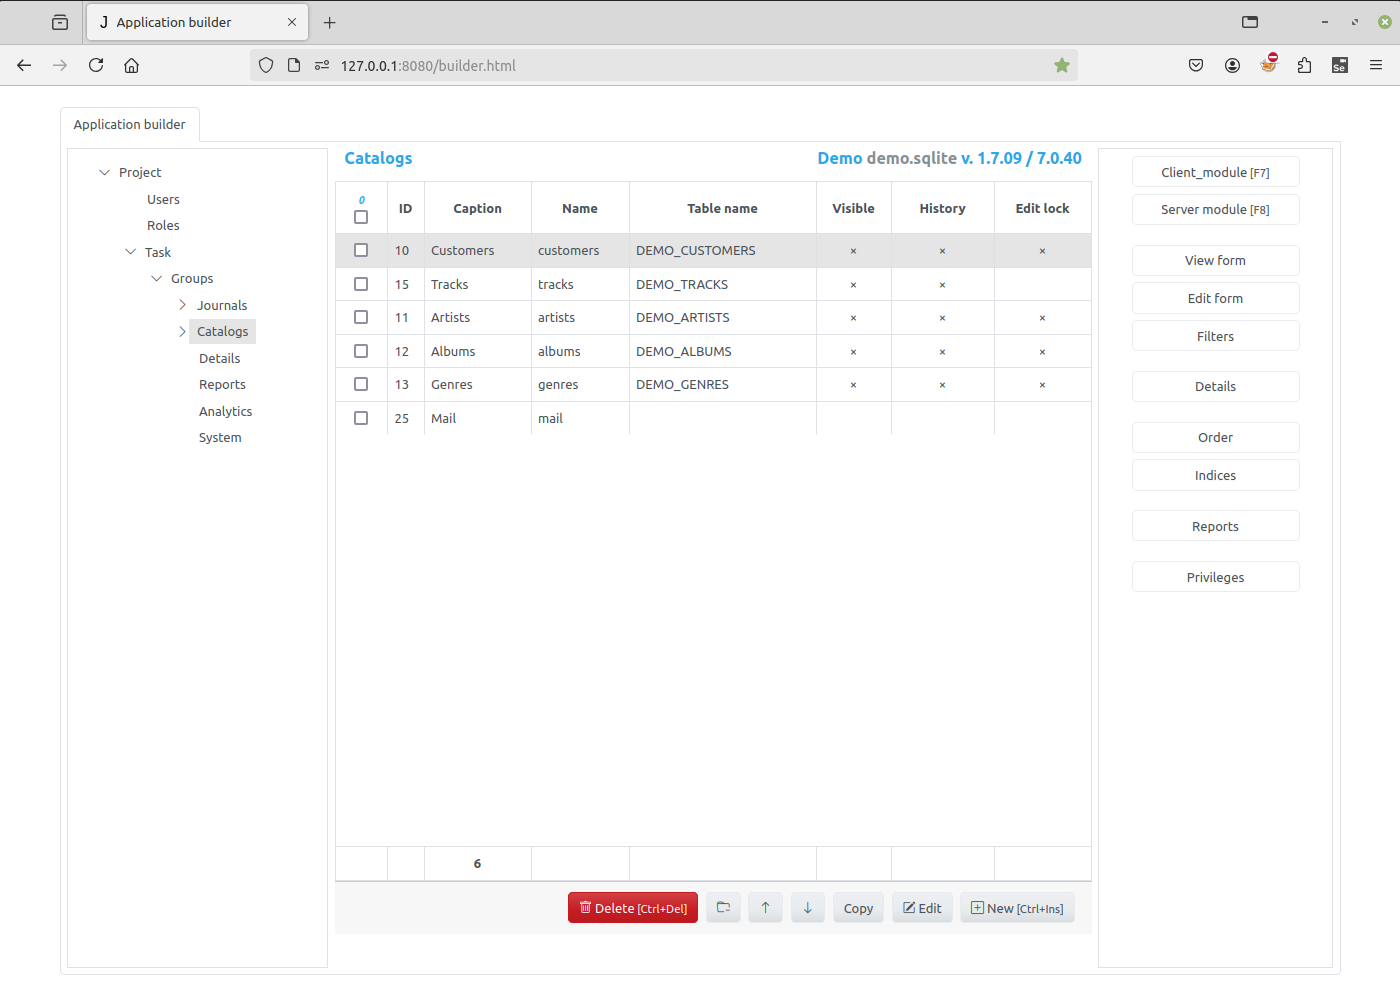 J Application builder
127.0.0.1:8080/builder.html
Se
Application builder
Project
Users
Roles
Task
Groups
Journals
Catalogs
Details
Reports
Analytics
System
Catalogs
Demo demo.sqlite v. 1.7.09 / 7.0.40
0 ID Caption Name Table name Visible History Edit lock
10 Customers customers DEMO_CUSTOMERS × × ×
15 Tracks tracks DEMO_TRACKS × ×
11 Artists artists DEMO_ARTISTS × × ×
12 Albums albums DEMO_ALBUMS × × ×
13 Genres genres DEMO_GENRES × × ×
25 Mail mail
6
Delete [Ctrl+Del] Copy Edit New [Ctrl+Ins]
Client_module [F7]
Server module [F8]
View form
Edit form
Filters
Details
Order
Indices
Reports
Privileges